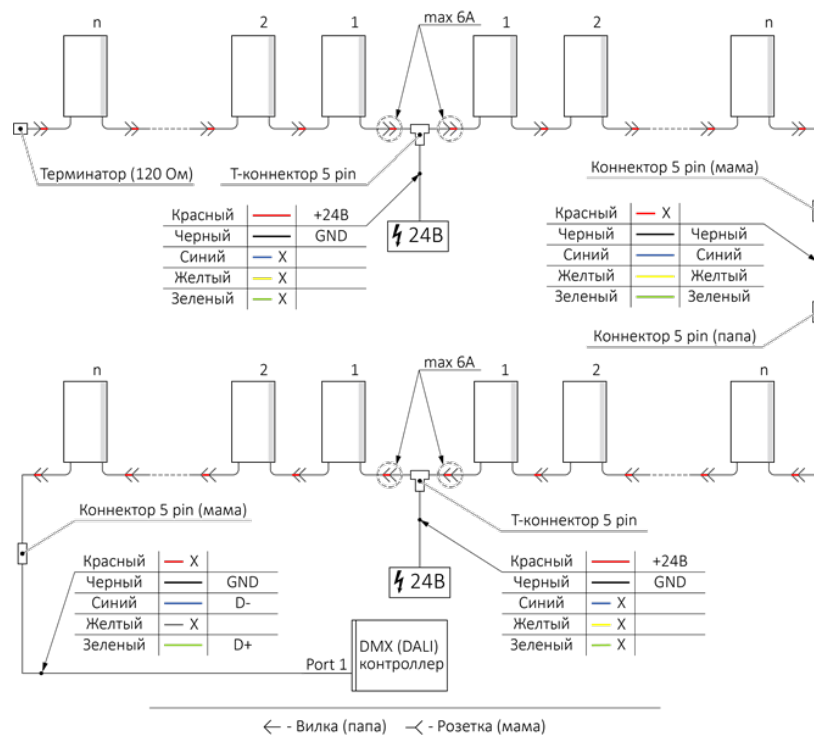 n 2 1 max 6A 1 2 n
Терминатор (120 Ом) Т-коннектор 5 pin Коннектор 5 pin (мама)
Красный +24В
Черный GND
Синий X
Желтый X
Зеленый X
24В
Красный X
Черный Черный
Синий Синий
Желтый Желтый
Зеленый Зеленый
Коннектор 5 pin (папа)
n 2 1 max 6A 1 2 n
Коннектор 5 pin (мама) Т-коннектор 5 pin
Красный X
Черный GND
Синий D-
Желтый X
Зеленый D+
24В
Красный +24В
Черный GND
Синий X
Желтый X
Зеленый X
Port 1
DMX (DALI)
контроллер
- Вилка (папа) - Розетка (мама)